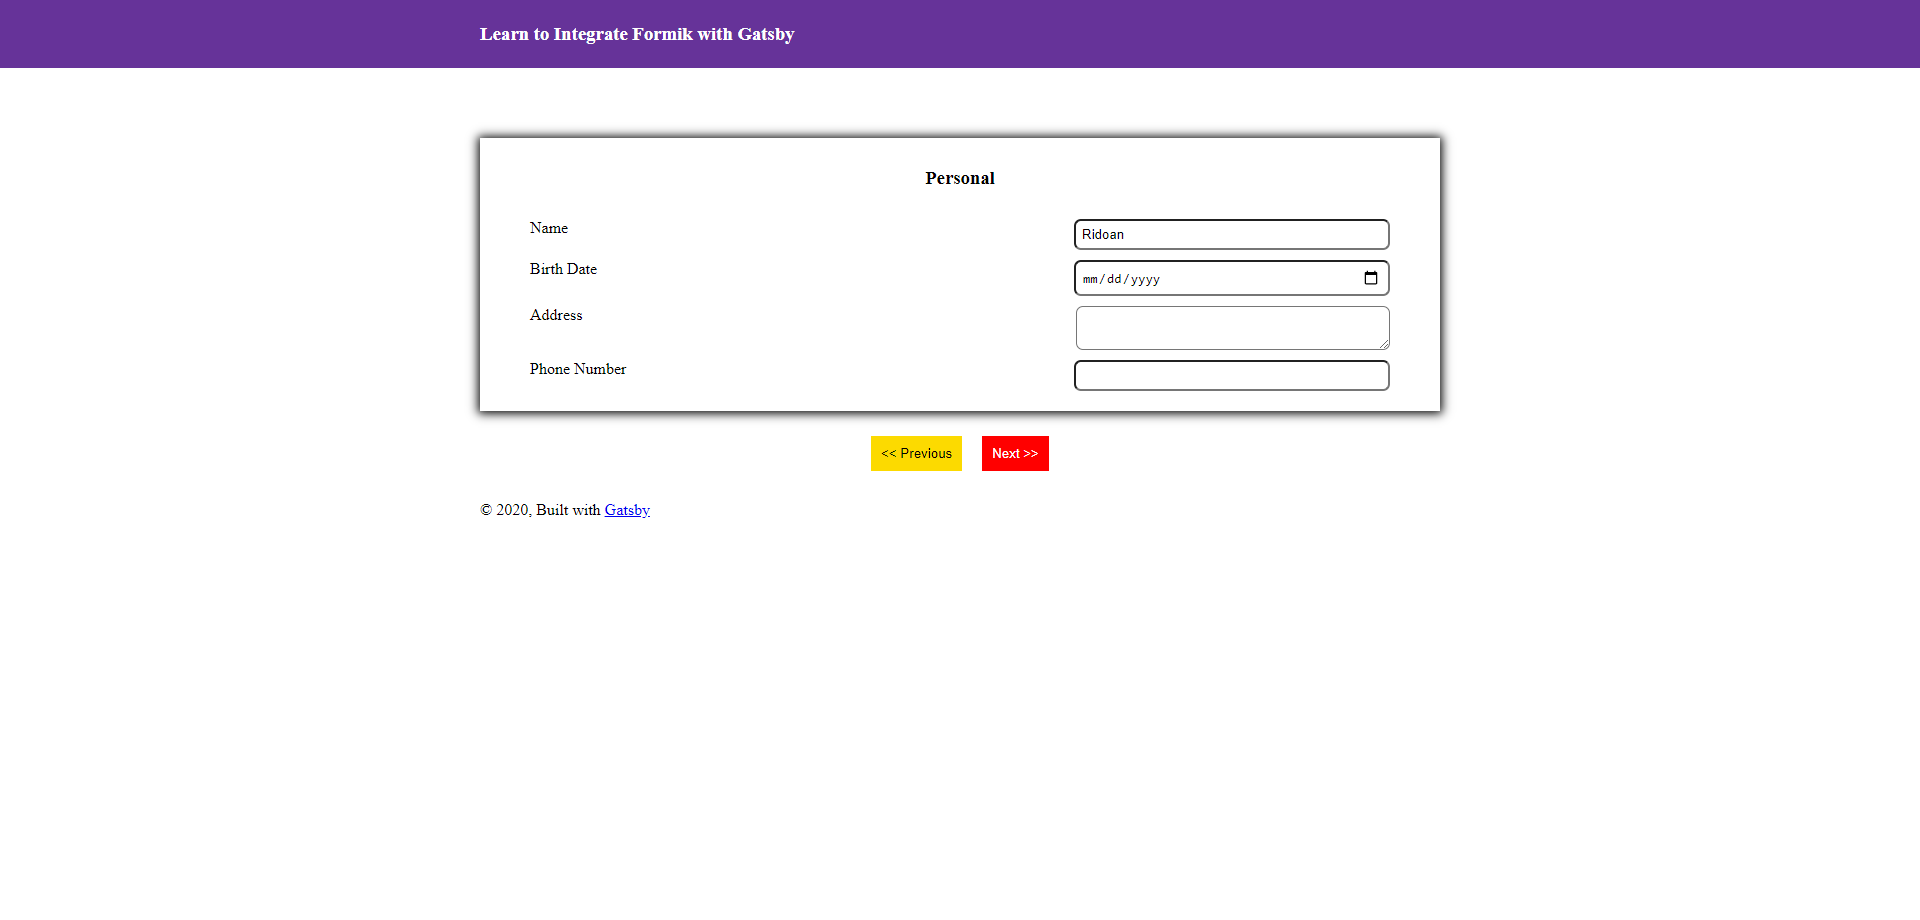 Learn to Integrate Formik with Gatsby
Personal
Name
Ridoan
Birth Date
mm/dd/yyyy
Address
Phone Number
<< Previous
Next >>
© 2020, Built with Gatsby